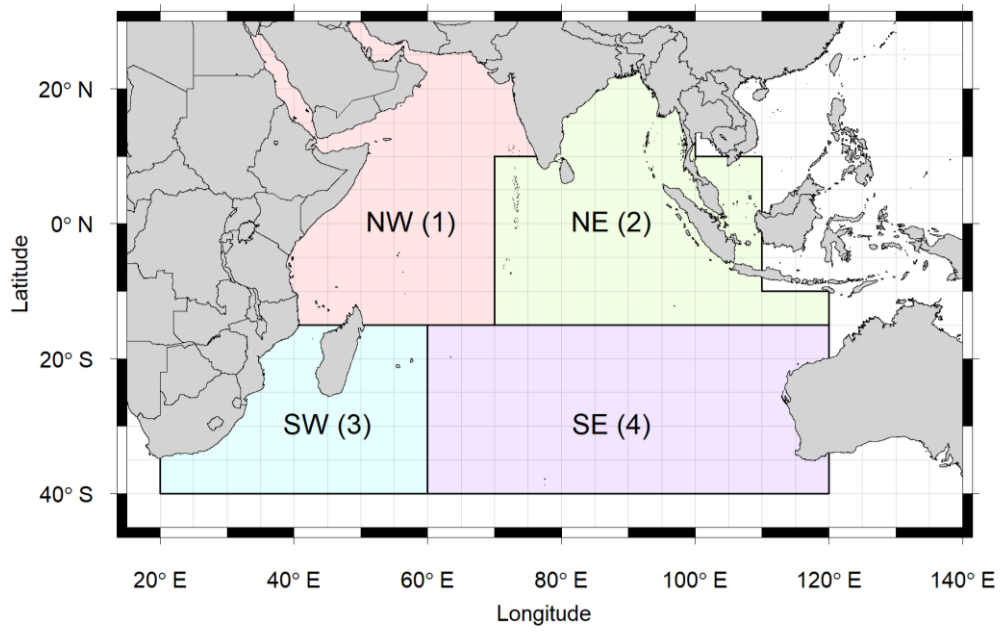 20° N
0° N
20° S
40° S
Latitude
NW (1)
NE (2)
SW (3)
SE (4)
20° E
40° E
60° E
80° E
100° E
120° E
140° E
Longitude